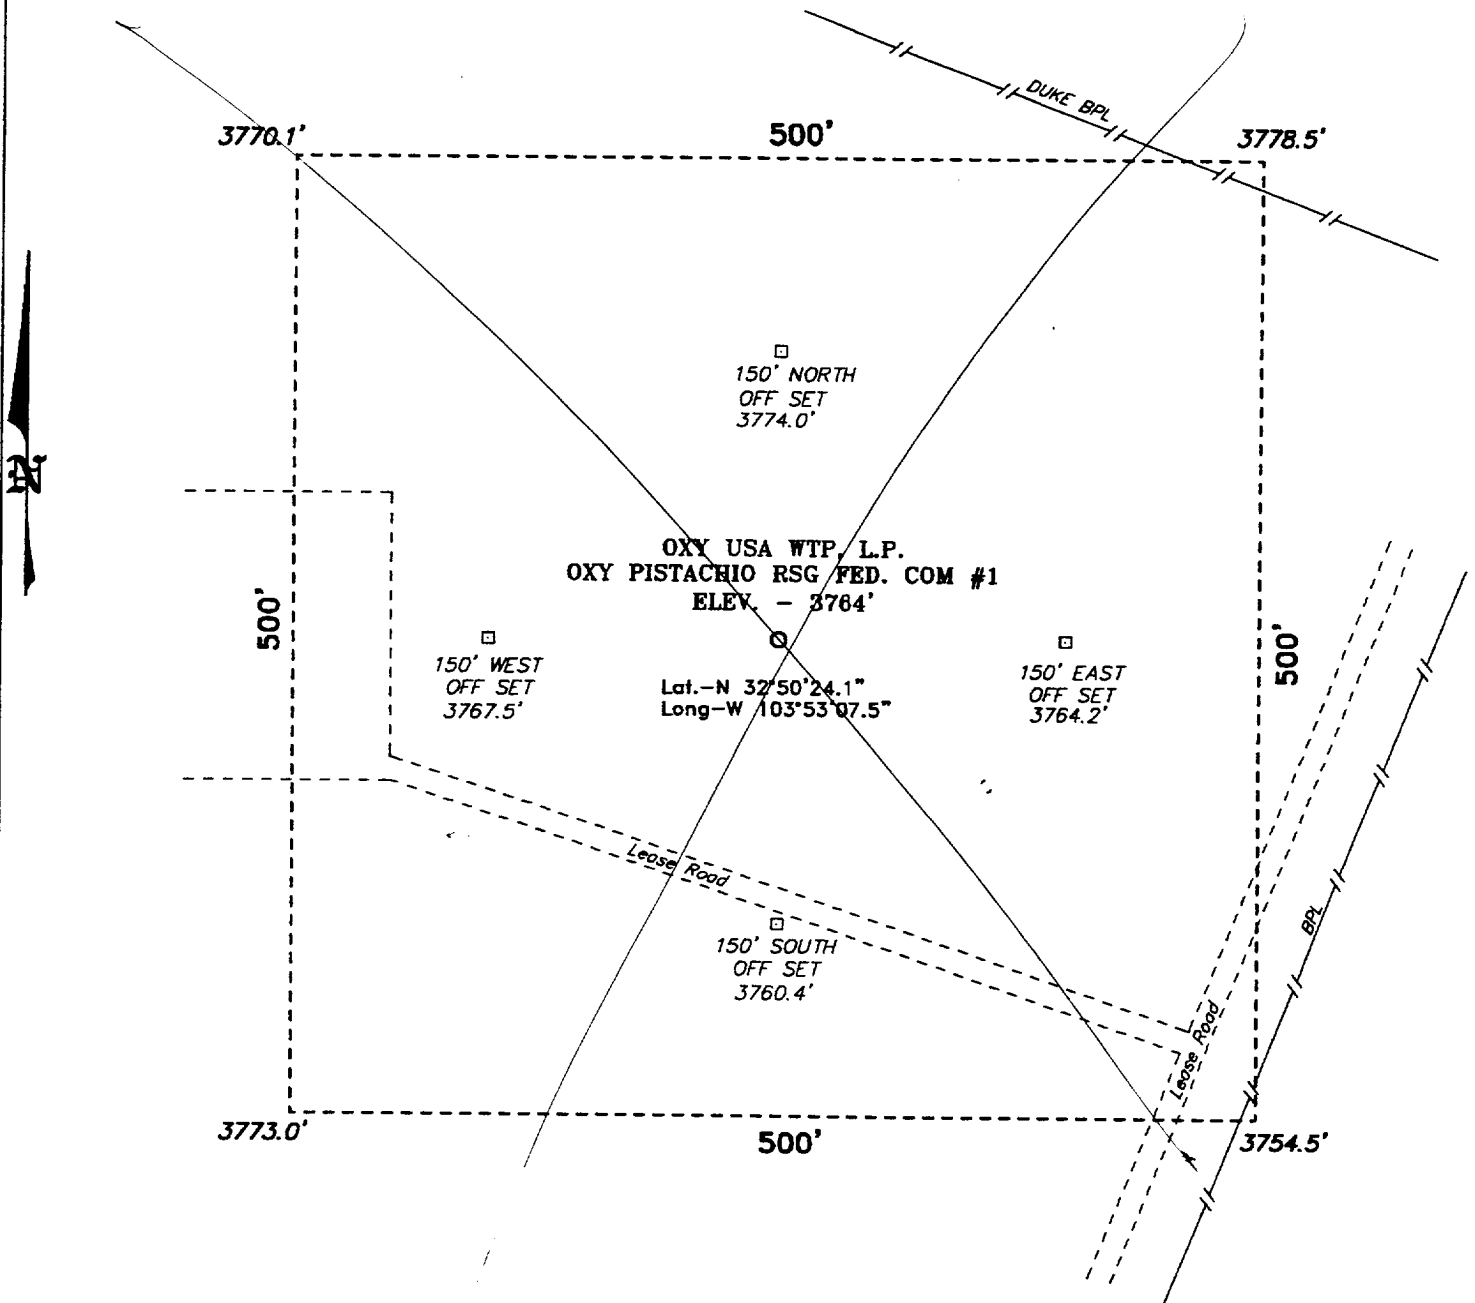 DUKE BPL
3770.1'
500'
3778.5'
150' NORTH
OFF SET
3774.0'
N
OXY USA WTP, L.P.
OXY PISTACHIO RSG FED. COM #1
ELEV. - 3764'
500'
500'
150' WEST
OFF SET
3767.5'
Lat.-N 32°50'24.1"
Long-W 103°53'07.5"
150' EAST
OFF SET
3764.2'
Lease Road
BPL
150' SOUTH
OFF SET
3760.4'
Lease Road
3773.0'
500'
3754.5'